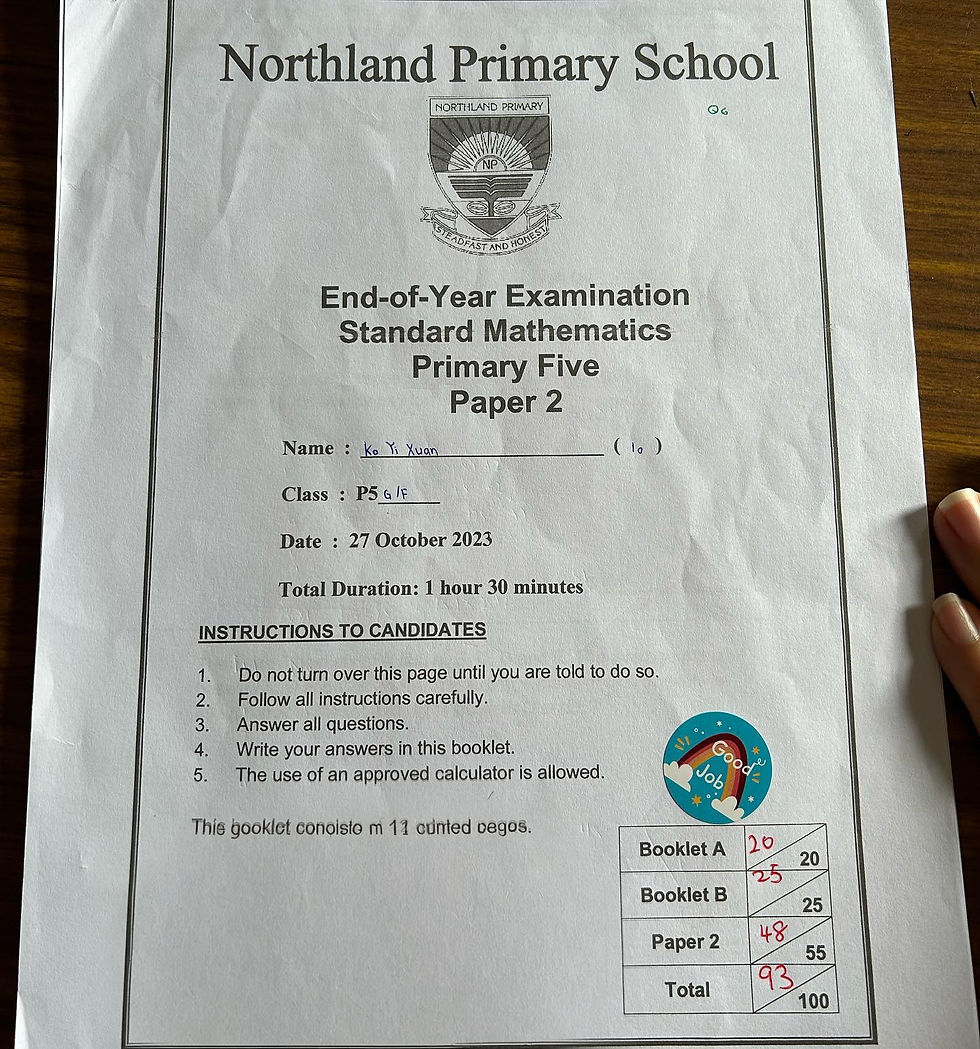 Northland Primary School
NORTHLAND PRIMARY
QG
NP
STEADFAST AND HONEST
End-of-Year Examination
Standard Mathematics
Primary Five
Paper 2
Name : Ko Yi Xuan ( 10 )
Class : P5 G/F
Date : 27 October 2023
Total Duration: 1 hour 30 minutes
INSTRUCTIONS TO CANDIDATES
1. Do not turn over this page until you are told to do so.
2. Follow all instructions carefully.
3. Answer all questions.
4. Write your answers in this booklet.
5. The use of an approved calculator is allowed.
Good
Job
This
Booklet A 20 20
Booklet B 25 25
Paper 2 48 55
Total 93 100